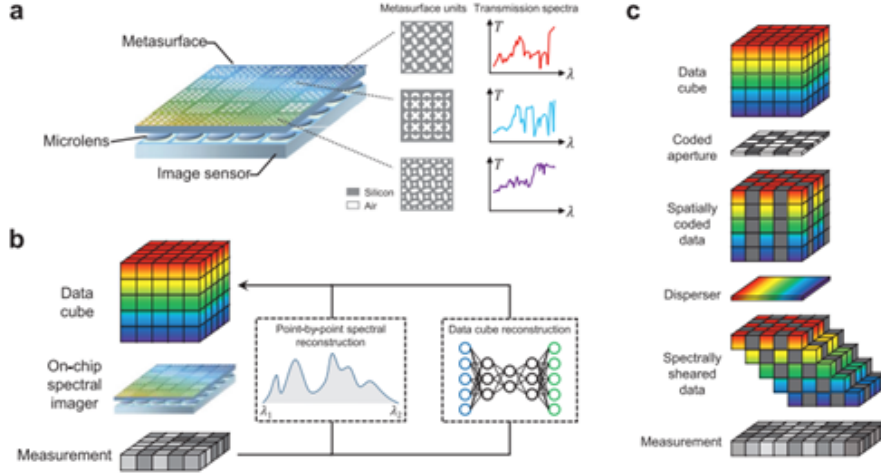 a
Metasurface
Microlens
Image sensor
Metasurface units
Transmission spectra
T
λ
T
λ
T
λ
Silicon
Air
b
Data
cube
On-chip
spectral
imager
Measurement
Point-by-point spectral
reconstruction
λ1
λ2
Data cube reconstruction
c
Data
cube
Coded
aperture
Spatially
coded
data
Disperser
Spectrally
sheared
data
Measurement